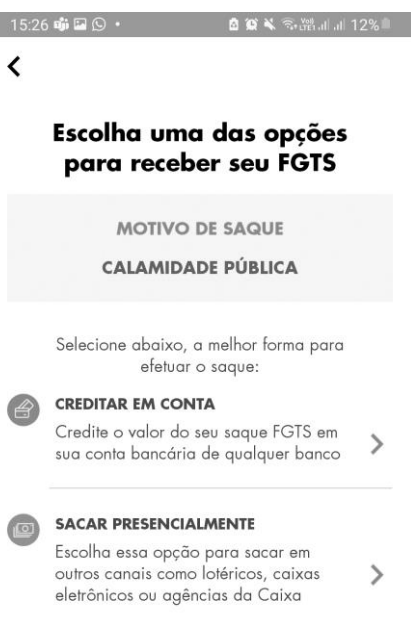 15:26
VoII LTE1 12%
Escolha uma das opções
para receber seu FGTS
MOTIVO DE SAQUE
CALAMIDADE PÚBLICA
Selecione abaixo, a melhor forma para
efetuar o saque:
CREDITAR EM CONTA
Credite o valor do seu saque FGTS em
sua conta bancária de qualquer banco
SACAR PRESENCIALMENTE
Escolha essa opção para sacar em
outros canais como lotéricos, caixas
eletrônicos ou agências da Caixa